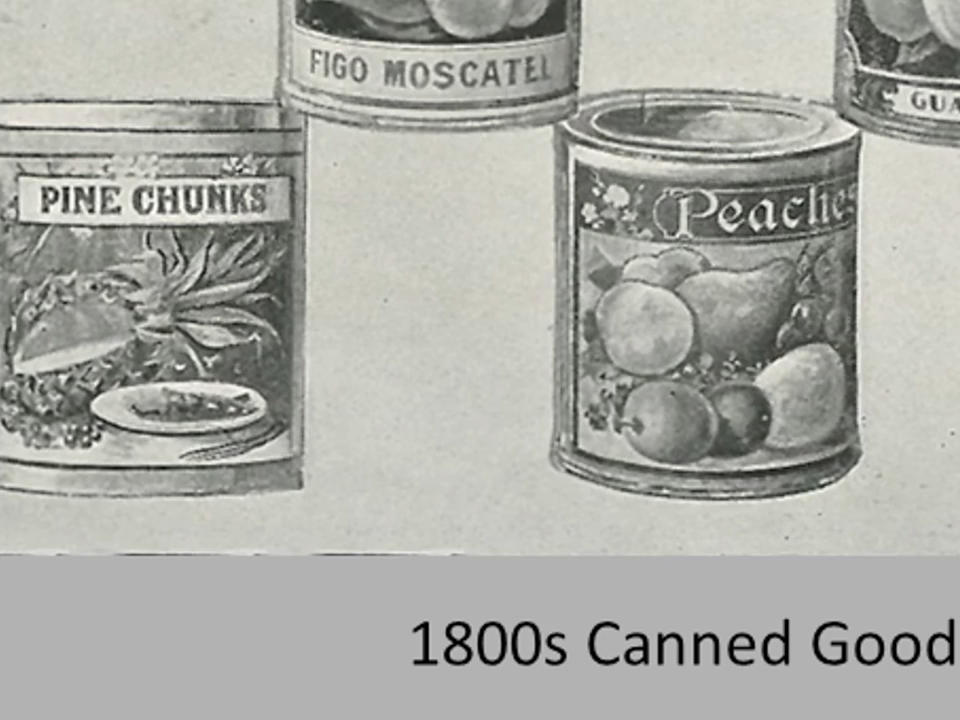 FIGO MOSCATEL
GUA
PINE CHUNKS
Peaches
1800s Canned Good